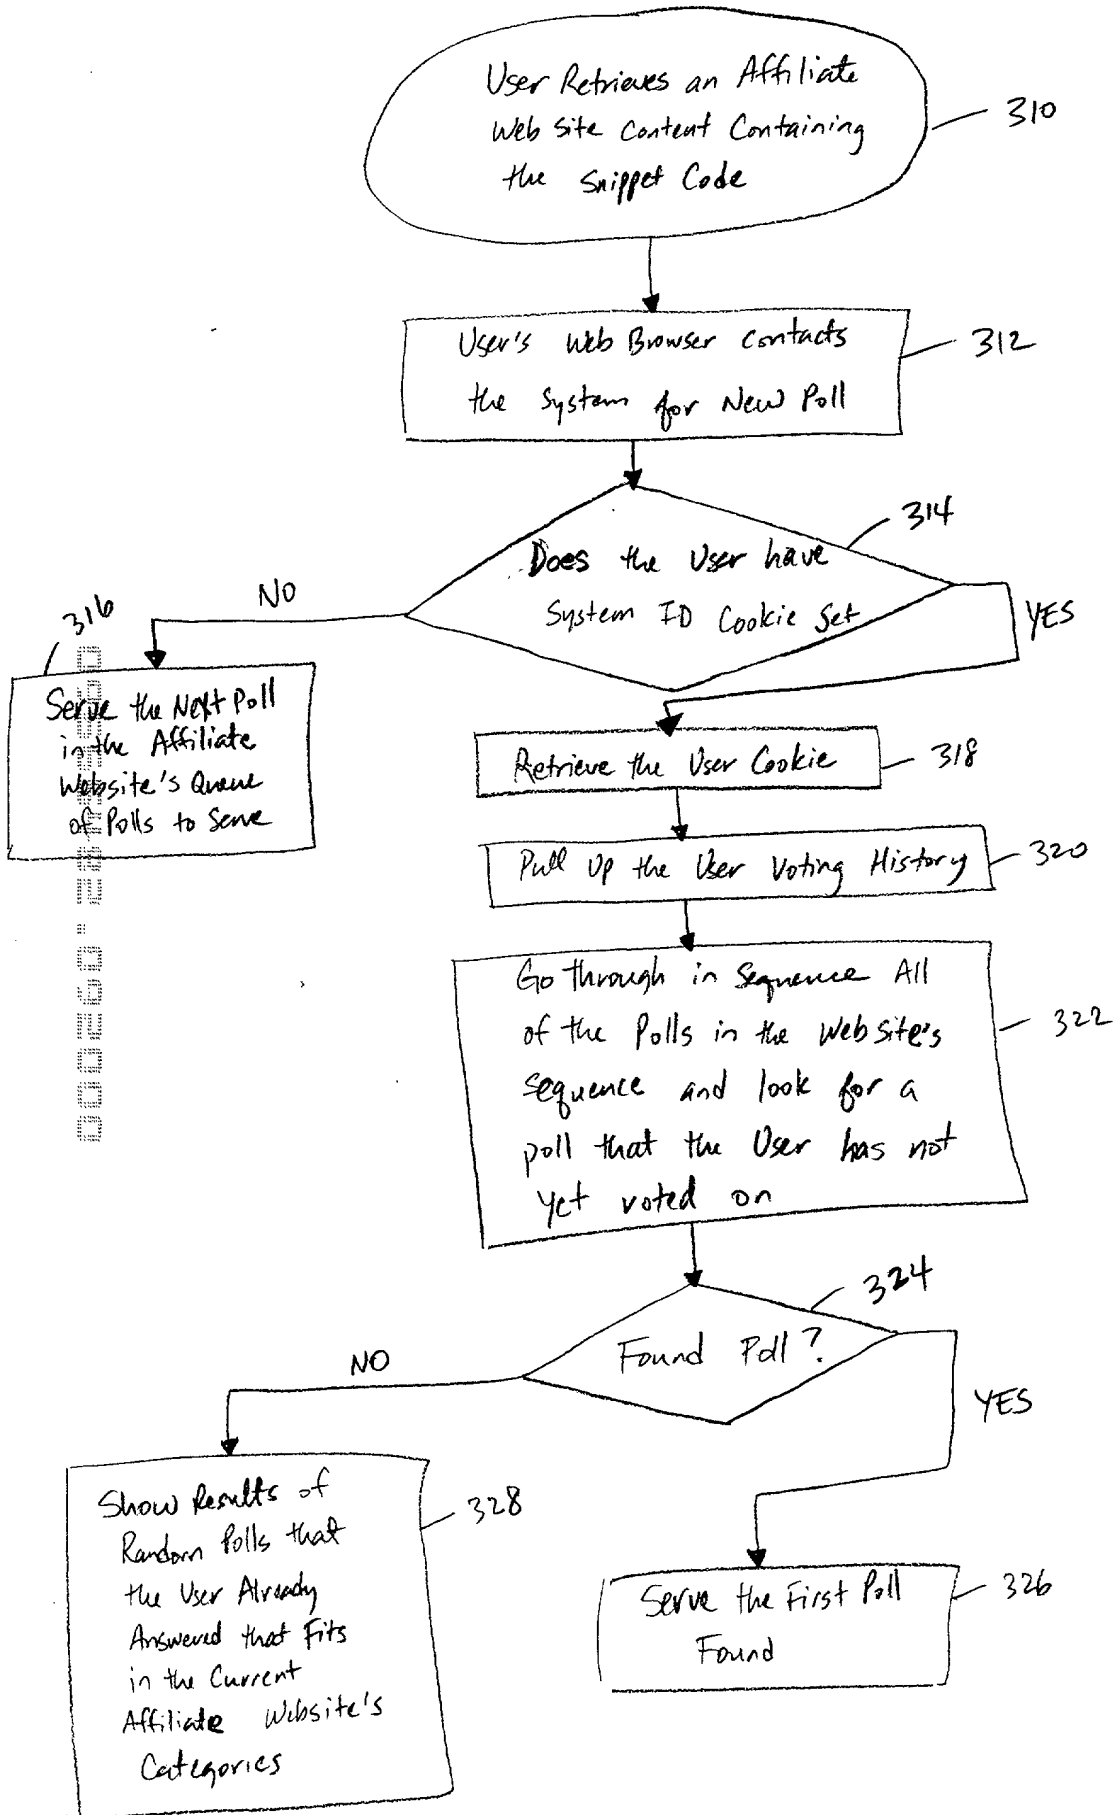 User Retrieves an Affiliate
Web Site Content Containing
the Snippet Code
310
User's Web Browser Contacts
the System for New Poll
312
314
Does the User have
System ID Cookie Set
NO
YES
316
Serve the Next Poll
in the Affiliate
Website's Queue
of Polls to Serve
Retrieve the User Cookie
318
Pull Up the User Voting History
320
Go through in Sequence All
of the Polls in the Web Site's
sequence and look for a
poll that the User has not
yet voted on
322
324
Found Poll?
NO
YES
Show Results of
Random Polls that
the User Already
Answered that Fits
in the Current
Affiliate Website's
Categories
328
Serve the First Poll
Found
326